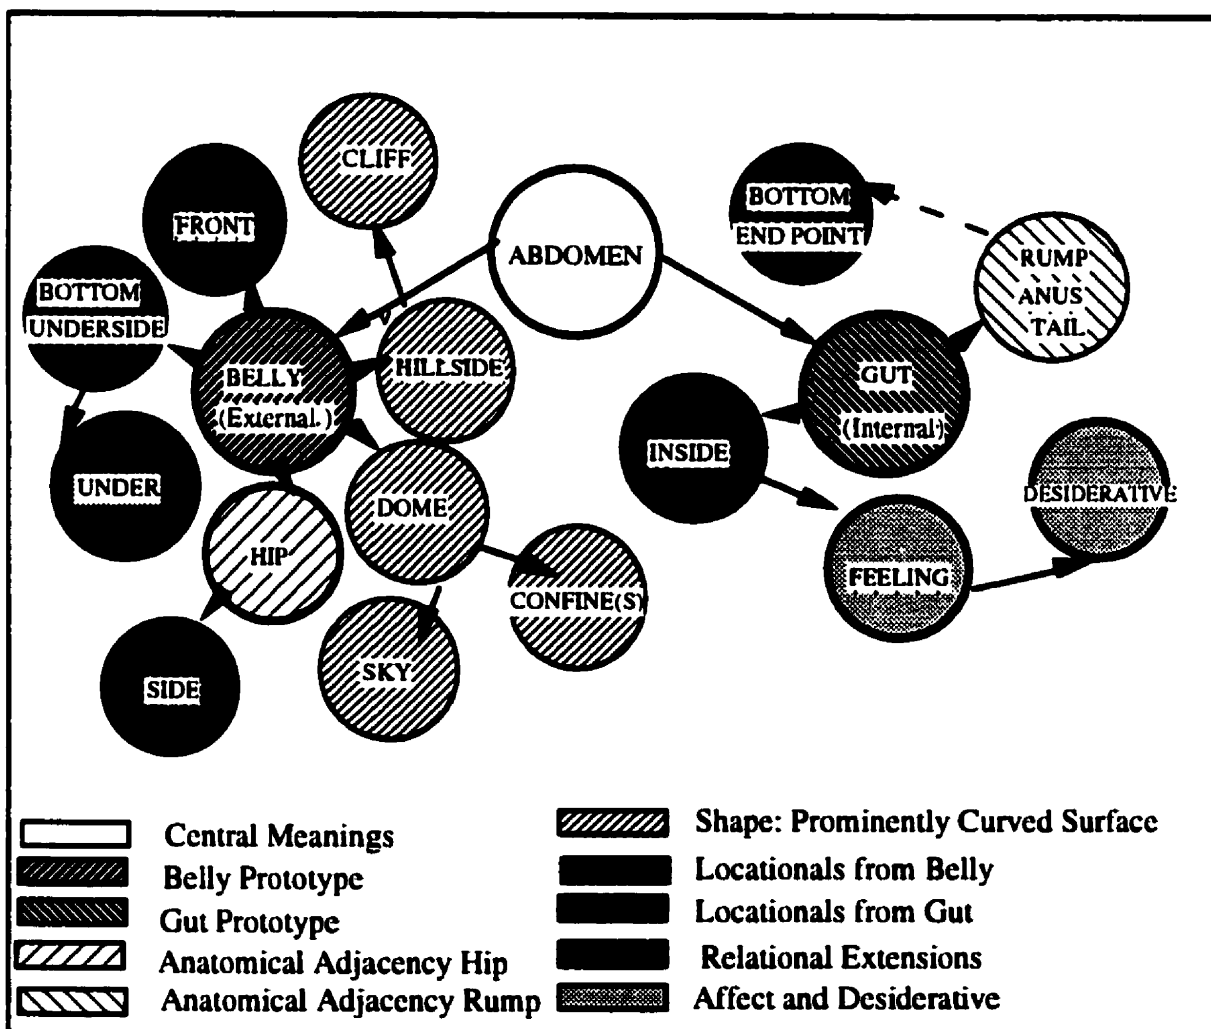 CLIFF
FRONT
ABDOMEN
BOTTOM
END POINT
RUMP
ANUS
TAIL
BOTTOM
UNDERSIDE
BELLY
(External.)
HILLSIDE
GUT
(Internal)
INSIDE
DESIDERATIVE
UNDER
DOME
HIP
FEELING
CONFINE(S)
SIDE
SKY
Central Meanings
Belly Prototype
Gut Prototype
Anatomical Adjacency Hip
Anatomical Adjacency Rump
Shape: Prominently Curved Surface
Locationals from Belly
Locationals from Gut
Relational Extensions
Affect and Desiderative